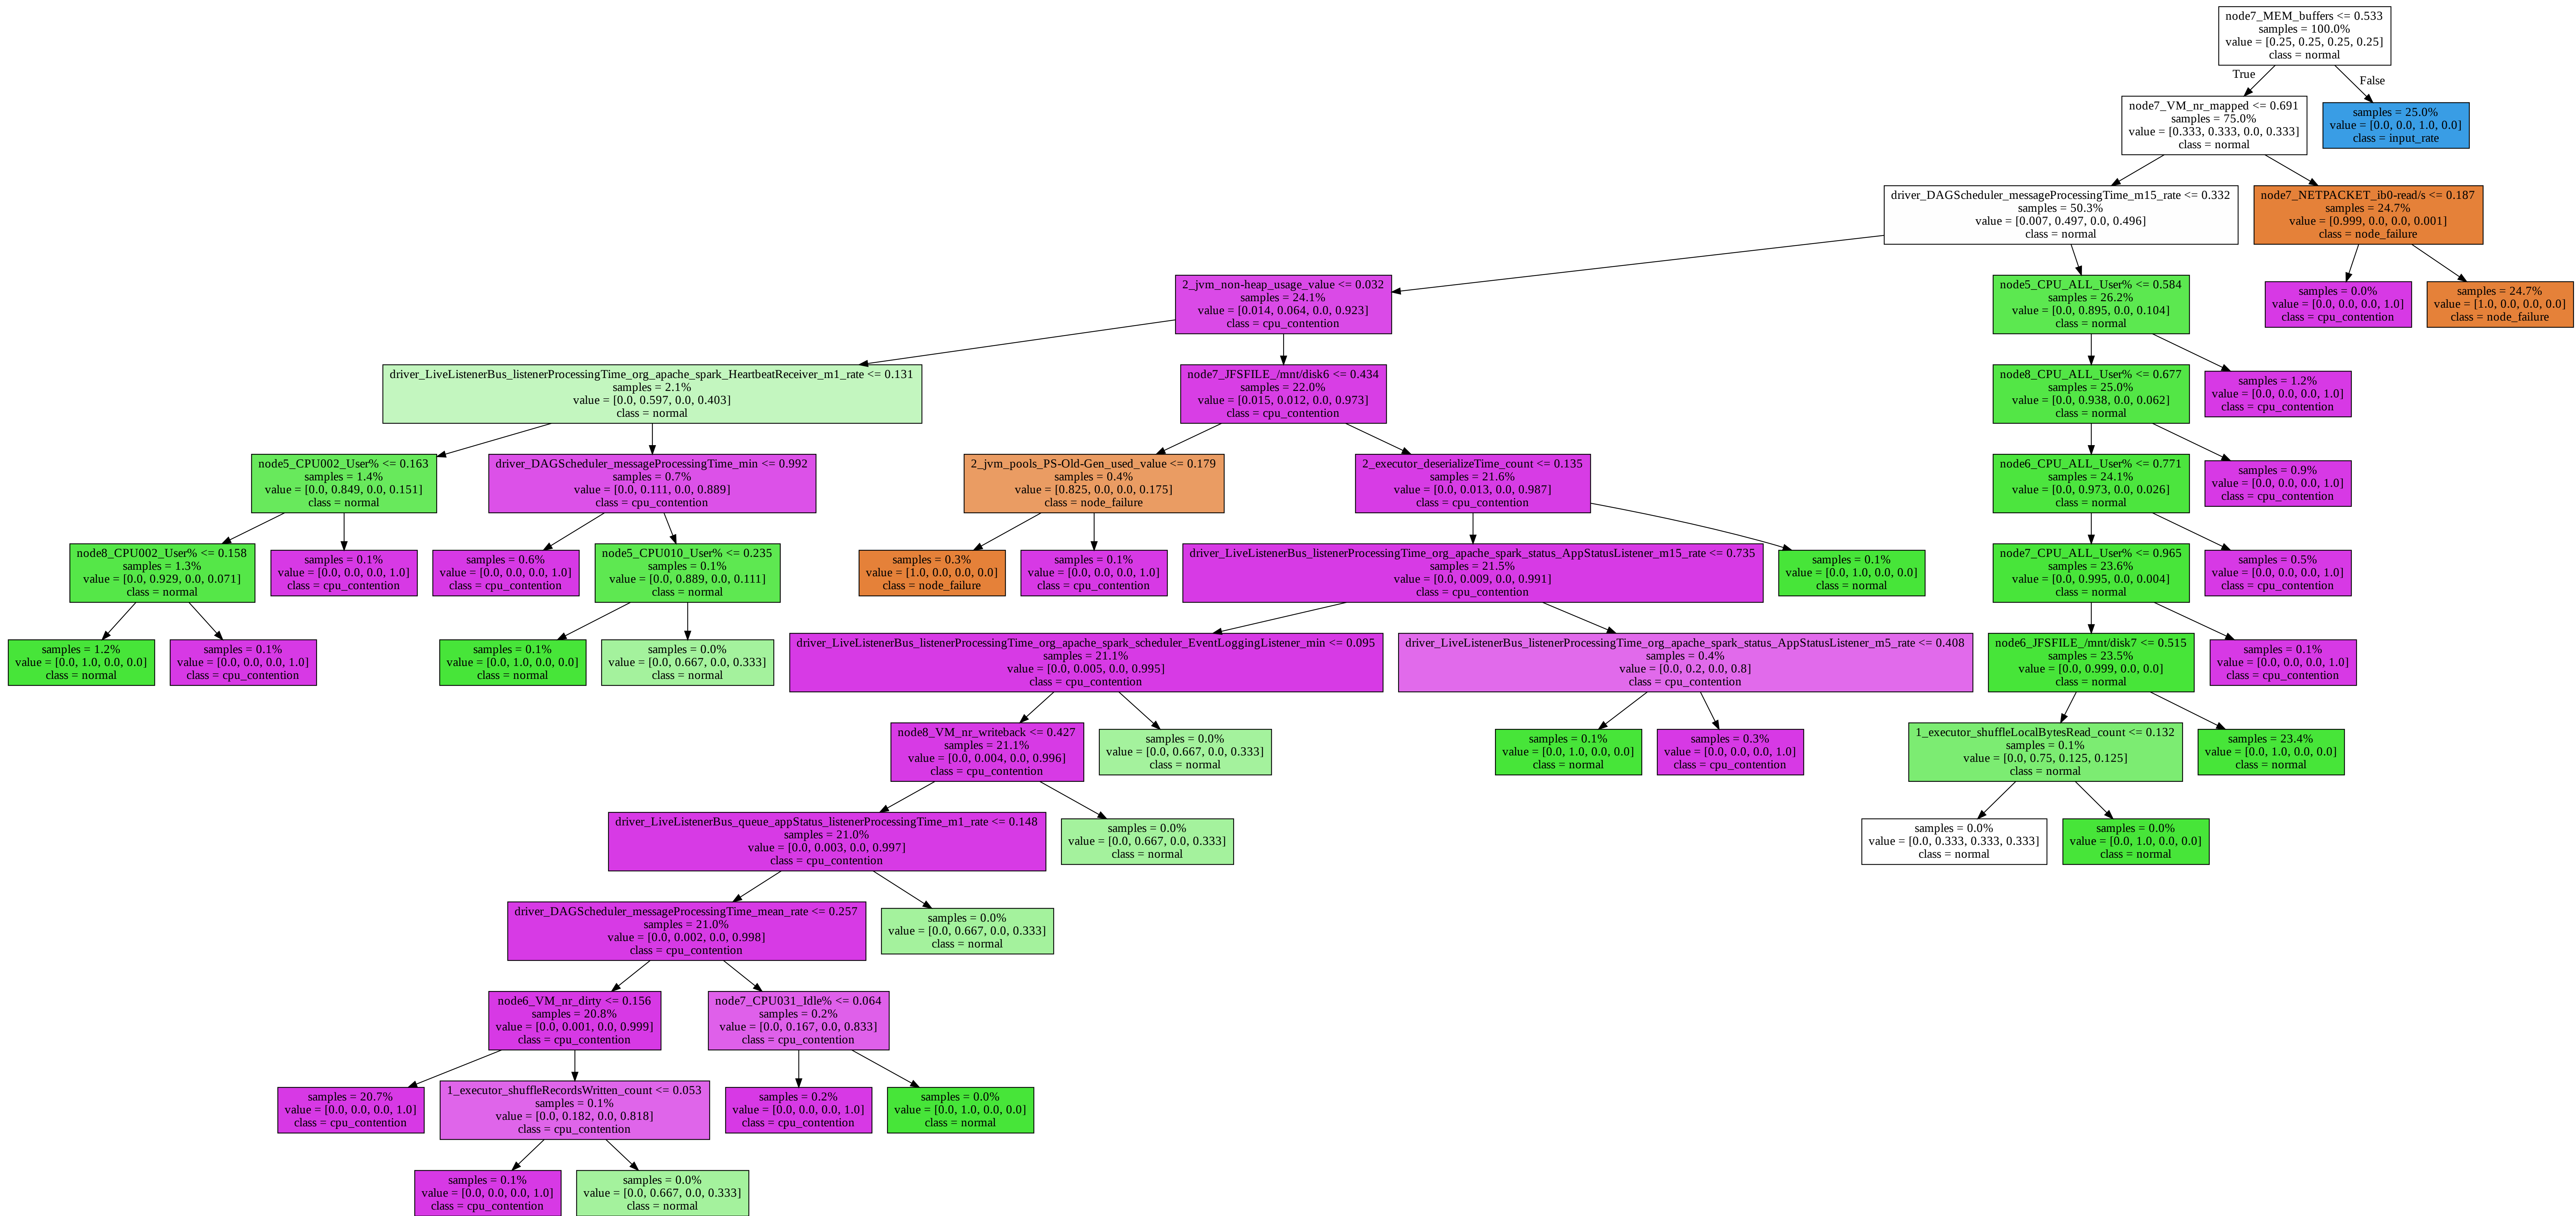 node7_MEM_buffers <= 0.533
samples = 100.0%
value = [0.25, 0.25, 0.25, 0.25]
class = normal
True
False
node7_VM_nr_mapped <= 0.691
samples = 75.0%
value = [0.333, 0.333, 0.0, 0.333]
class = normal
samples = 25.0%
value = [0.0, 0.0, 1.0, 0.0]
class = input_rate
driver_DAGScheduler_messageProcessingTime_m15_rate <= 0.332
samples = 50.3%
value = [0.007, 0.497, 0.0, 0.496]
class = normal
node7_NETPACKET_ib0-read/s <= 0.187
samples = 24.7%
value = [0.999, 0.0, 0.0, 0.001]
class = node_failure
2_jvm_non-heap_usage_value <= 0.032
samples = 24.1%
value = [0.014, 0.064, 0.0, 0.923]
class = cpu_contention
node5_CPU_ALL_User% <= 0.584
samples = 26.2%
value = [0.0, 0.895, 0.0, 0.104]
class = normal
samples = 0.0%
value = [0.0, 0.0, 0.0, 1.0]
class = cpu_contention
samples = 24.7%
value = [1.0, 0.0, 0.0, 0.0]
class = node_failure
driver_LiveListenerBus_listenerProcessingTime_org_apache_spark_HeartbeatReceiver_m1_rate <= 0.131
samples = 2.1%
value = [0.0, 0.597, 0.0, 0.403]
class = normal
node7_JFSFILE_/mnt/disk6 <= 0.434
samples = 22.0%
value = [0.015, 0.012, 0.0, 0.973]
class = cpu_contention
node8_CPU_ALL_User% <= 0.677
samples = 25.0%
value = [0.0, 0.938, 0.0, 0.062]
class = normal
samples = 1.2%
value = [0.0, 0.0, 0.0, 1.0]
class = cpu_contention
node5_CPU002_User% <= 0.163
samples = 1.4%
value = [0.0, 0.849, 0.0, 0.151]
class = normal
driver_DAGScheduler_messageProcessingTime_min <= 0.992
samples = 0.7%
value = [0.0, 0.111, 0.0, 0.889]
class = cpu_contention
2_jvm_pools_PS-Old-Gen_used_value <= 0.179
samples = 0.4%
value = [0.825, 0.0, 0.0, 0.175]
class = node_failure
2_executor_deserializeTime_count <= 0.135
samples = 21.6%
value = [0.0, 0.013, 0.0, 0.987]
class = cpu_contention
node6_CPU_ALL_User% <= 0.771
samples = 24.1%
value = [0.0, 0.973, 0.0, 0.026]
class = normal
samples = 0.9%
value = [0.0, 0.0, 0.0, 1.0]
class = cpu_contention
node8_CPU002_User% <= 0.158
samples = 1.3%
value = [0.0, 0.929, 0.0, 0.071]
class = normal
samples = 0.1%
value = [0.0, 0.0, 0.0, 1.0]
class = cpu_contention
samples = 0.6%
value = [0.0, 0.0, 0.0, 1.0]
class = cpu_contention
node5_CPU010_User% <= 0.235
samples = 0.1%
value = [0.0, 0.889, 0.0, 0.111]
class = normal
samples = 0.3%
value = [1.0, 0.0, 0.0, 0.0]
class = node_failure
samples = 0.1%
value = [0.0, 0.0, 0.0, 1.0]
class = cpu_contention
driver_LiveListenerBus_listenerProcessingTime_org_apache_spark_status_AppStatusListener_m15_rate <= 0.735
samples = 21.5%
value = [0.0, 0.009, 0.0, 0.991]
class = cpu_contention
samples = 0.1%
value = [0.0, 1.0, 0.0, 0.0]
class = normal
node7_CPU_ALL_User% <= 0.965
samples = 23.6%
value = [0.0, 0.995, 0.0, 0.004]
class = normal
samples = 0.5%
value = [0.0, 0.0, 0.0, 1.0]
class = cpu_contention
samples = 1.2%
value = [0.0, 1.0, 0.0, 0.0]
class = normal
samples = 0.1%
value = [0.0, 0.0, 0.0, 1.0]
class = cpu_contention
samples = 0.1%
value = [0.0, 1.0, 0.0, 0.0]
class = normal
samples = 0.0%
value = [0.0, 0.667, 0.0, 0.333]
class = normal
driver_LiveListenerBus_listenerProcessingTime_org_apache_spark_scheduler_EventLoggingListener_min <= 0.095
samples = 21.1%
value = [0.0, 0.005, 0.0, 0.995]
class = cpu_contention
driver_LiveListenerBus_listenerProcessingTime_org_apache_spark_status_AppStatusListener_m5_rate <= 0.408
samples = 0.4%
value = [0.0, 0.2, 0.0, 0.8]
class = cpu_contention
node6_JFSFILE_/mnt/disk7 <= 0.515
samples = 23.5%
value = [0.0, 0.999, 0.0, 0.0]
class = normal
samples = 0.1%
value = [0.0, 0.0, 0.0, 1.0]
class = cpu_contention
node8_VM_nr_writeback <= 0.427
samples = 21.1%
value = [0.0, 0.004, 0.0, 0.996]
class = cpu_contention
samples = 0.0%
value = [0.0, 0.667, 0.0, 0.333]
class = normal
samples = 0.1%
value = [0.0, 1.0, 0.0, 0.0]
class = normal
samples = 0.3%
value = [0.0, 0.0, 0.0, 1.0]
class = cpu_contention
1_executor_shuffleLocalBytesRead_count <= 0.132
samples = 0.1%
value = [0.0, 0.75, 0.125, 0.125]
class = normal
samples = 23.4%
value = [0.0, 1.0, 0.0, 0.0]
class = normal
driver_LiveListenerBus_queue_appStatus_listenerProcessingTime_m1_rate <= 0.148
samples = 21.0%
value = [0.0, 0.003, 0.0, 0.997]
class = cpu_contention
samples = 0.0%
value = [0.0, 0.667, 0.0, 0.333]
class = normal
samples = 0.0%
value = [0.0, 0.333, 0.333, 0.333]
class = normal
samples = 0.0%
value = [0.0, 1.0, 0.0, 0.0]
class = normal
driver_DAGScheduler_messageProcessingTime_mean_rate <= 0.257
samples = 21.0%
value = [0.0, 0.002, 0.0, 0.998]
class = cpu_contention
samples = 0.0%
value = [0.0, 0.667, 0.0, 0.333]
class = normal
node6_VM_nr_dirty <= 0.156
samples = 20.8%
value = [0.0, 0.001, 0.0, 0.999]
class = cpu_contention
node7_CPU031_Idle% <= 0.064
samples = 0.2%
value = [0.0, 0.167, 0.0, 0.833]
class = cpu_contention
samples = 20.7%
value = [0.0, 0.0, 0.0, 1.0]
class = cpu_contention
1_executor_shuffleRecordsWritten_count <= 0.053
samples = 0.1%
value = [0.0, 0.182, 0.0, 0.818]
class = cpu_contention
samples = 0.2%
value = [0.0, 0.0, 0.0, 1.0]
class = cpu_contention
samples = 0.0%
value = [0.0, 1.0, 0.0, 0.0]
class = normal
samples = 0.1%
value = [0.0, 0.0, 0.0, 1.0]
class = cpu_contention
samples = 0.0%
value = [0.0, 0.667, 0.0, 0.333]
class = normal